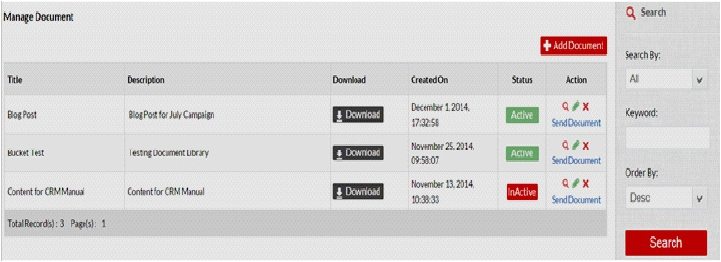 Manage Document
Add Document
Title Description Download Created On Status Action
Blog Post Blog Post for July Campaign Download December 1, 2014, 17:32:58 Active Send Document
Bucket Test Testing Document Library Download November 25, 2014, 09:58:07 Active Send Document
Content for CRM Manual Content for CRM Manual Download November 13, 2014, 10:38:33 InActive Send Document
Total Record(s) : 3 Page(s) : 1
Search
Search By:
All
Keyword:
Order By:
Desc
Search